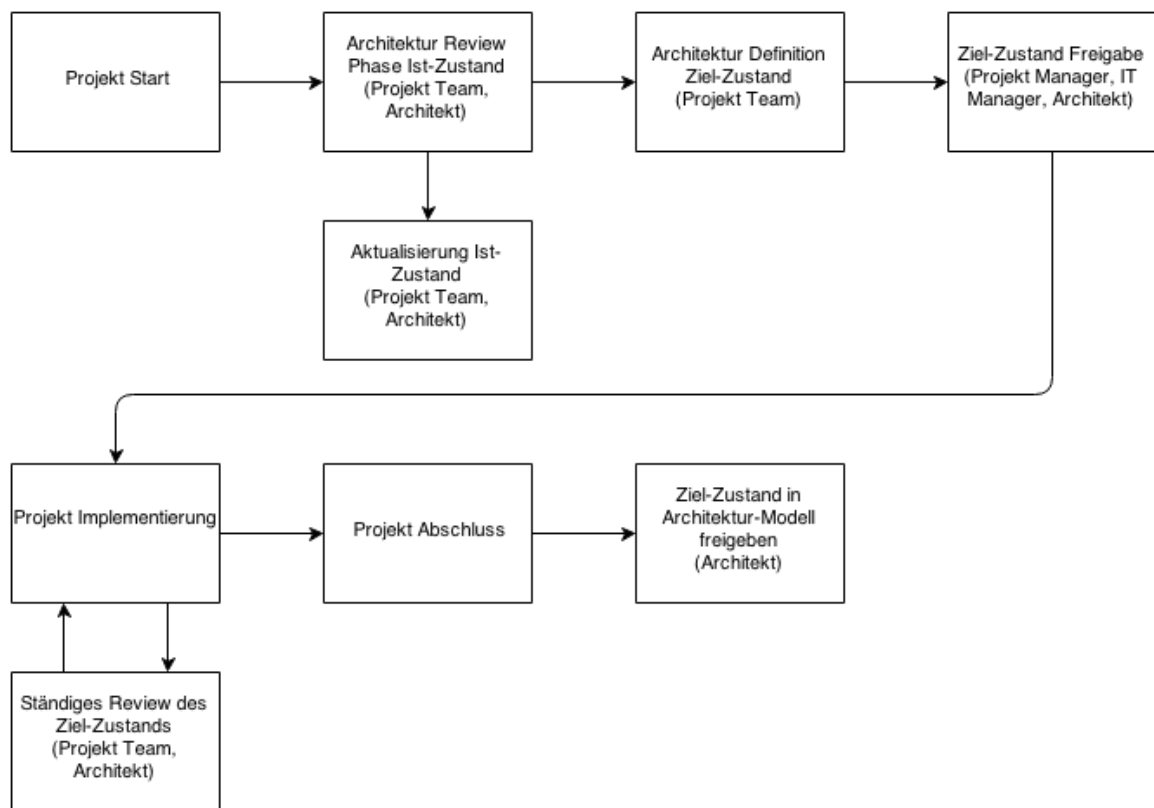 Projekt Start
Architektur Review
Phase Ist-Zustand
(Projekt Team,
Architekt)
Architektur Definition
Ziel-Zustand
(Projekt Team)
Ziel-Zustand Freigabe
(Projekt Manager, IT
Manager, Architekt)
Aktualisierung Ist-
Zustand
(Projekt Team,
Architekt)
Projekt Implementierung
Projekt Abschluss
Ziel-Zustand in
Architektur-Modell
freigeben
(Architekt)
Ständiges Review des
Ziel-Zustands
(Projekt Team,
Architekt)